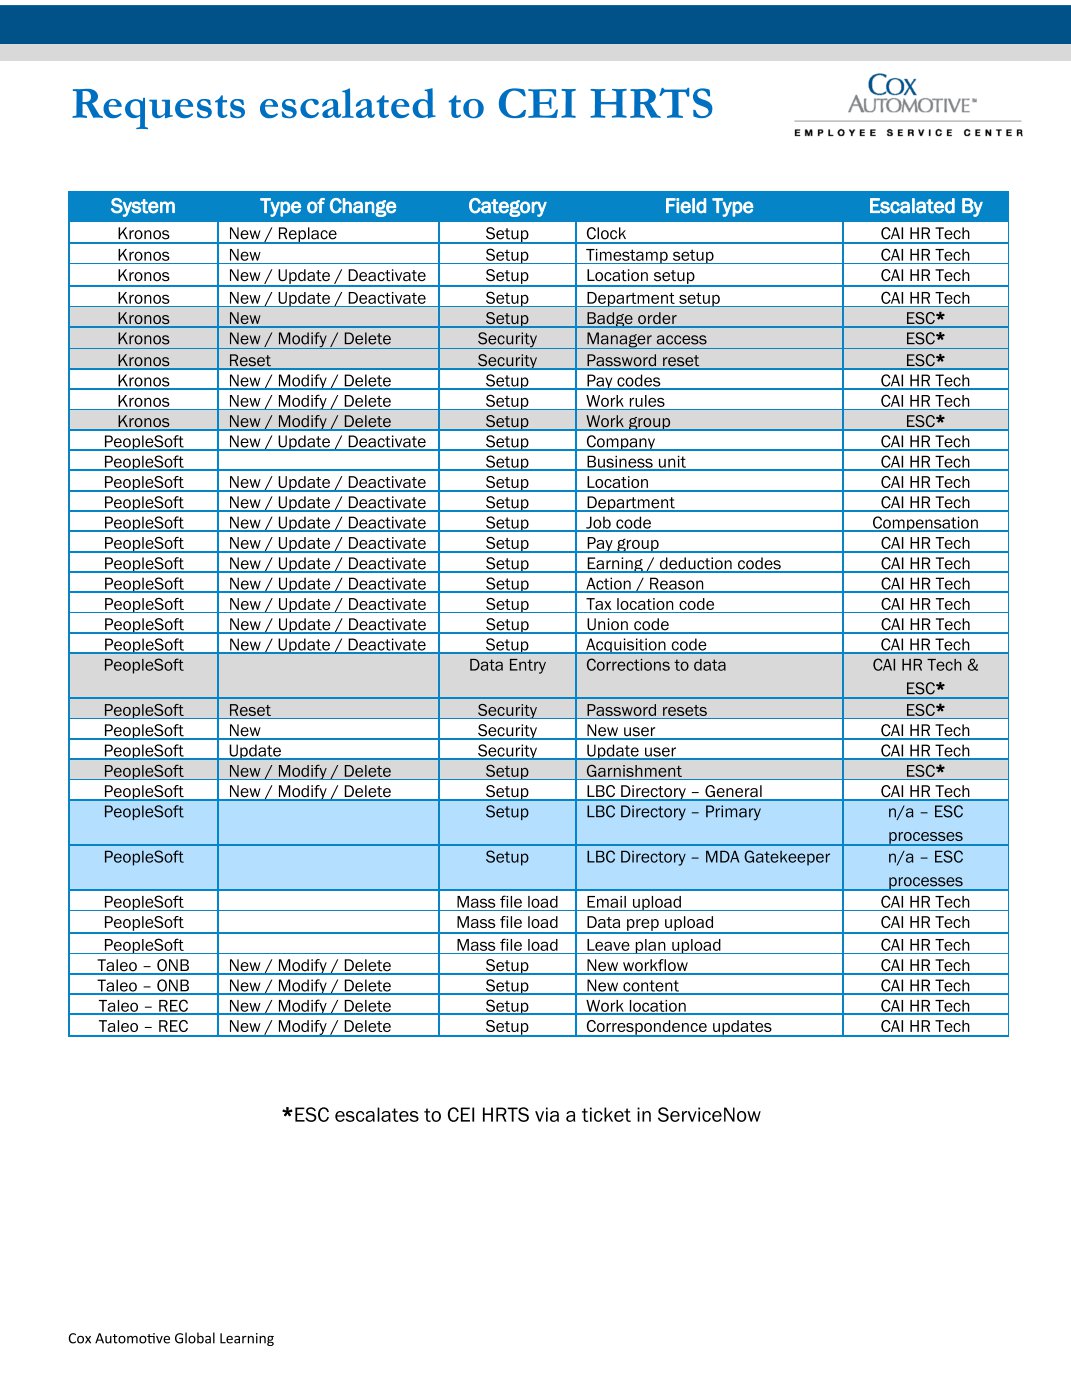 Requests escalated to CEI HRTS
COX AUTOMOTIVE™
EMPLOYEE SERVICE CENTER
System Type of Change Category Field Type Escalated By
Kronos New / Replace Setup Clock CAI HR Tech
Kronos New Setup Timestamp setup CAI HR Tech
Kronos New / Update / Deactivate Setup Location setup CAI HR Tech
Kronos New / Update / Deactivate Setup Department setup CAI HR Tech
Kronos New Setup Badge order ESC*
Kronos New / Modify / Delete Security Manager access ESC*
Kronos Reset Security Password reset ESC*
Kronos New / Modify / Delete Setup Pay codes CAI HR Tech
Kronos New / Modify / Delete Setup Work rules CAI HR Tech
Kronos New / Modify / Delete Setup Work group ESC*
PeopleSoft New / Update / Deactivate Setup Company CAI HR Tech
PeopleSoft Setup Business unit CAI HR Tech
PeopleSoft New / Update / Deactivate Setup Location CAI HR Tech
PeopleSoft New / Update / Deactivate Setup Department CAI HR Tech
PeopleSoft New / Update / Deactivate Setup Job code Compensation
PeopleSoft New / Update / Deactivate Setup Pay group CAI HR Tech
PeopleSoft New / Update / Deactivate Setup Earning / deduction codes CAI HR Tech
PeopleSoft New / Update / Deactivate Setup Action / Reason CAI HR Tech
PeopleSoft New / Update / Deactivate Setup Tax location code CAI HR Tech
PeopleSoft New / Update / Deactivate Setup Union code CAI HR Tech
PeopleSoft New / Update / Deactivate Setup Acquisition code CAI HR Tech
PeopleSoft Data Entry Corrections to data CAI HR Tech &
ESC*
PeopleSoft Reset Security Password resets ESC*
PeopleSoft New Security New user CAI HR Tech
PeopleSoft Update Security Update user CAI HR Tech
PeopleSoft New / Modify / Delete Setup Garnishment ESC*
PeopleSoft New / Modify / Delete Setup LBC Directory – General CAI HR Tech
PeopleSoft Setup LBC Directory – Primary n/a – ESC
processes
PeopleSoft Setup LBC Directory – MDA Gatekeeper n/a – ESC
processes
PeopleSoft Mass file load Email upload CAI HR Tech
PeopleSoft Mass file load Data prep upload CAI HR Tech
PeopleSoft Mass file load Leave plan upload CAI HR Tech
Taleo – ONB New / Modify / Delete Setup New workflow CAI HR Tech
Taleo – ONB New / Modify / Delete Setup New content CAI HR Tech
Taleo – REC New / Modify / Delete Setup Work location CAI HR Tech
Taleo – REC New / Modify / Delete Setup Correspondence updates CAI HR Tech
*ESC escalates to CEI HRTS via a ticket in ServiceNow
Cox Automotive Global Learning